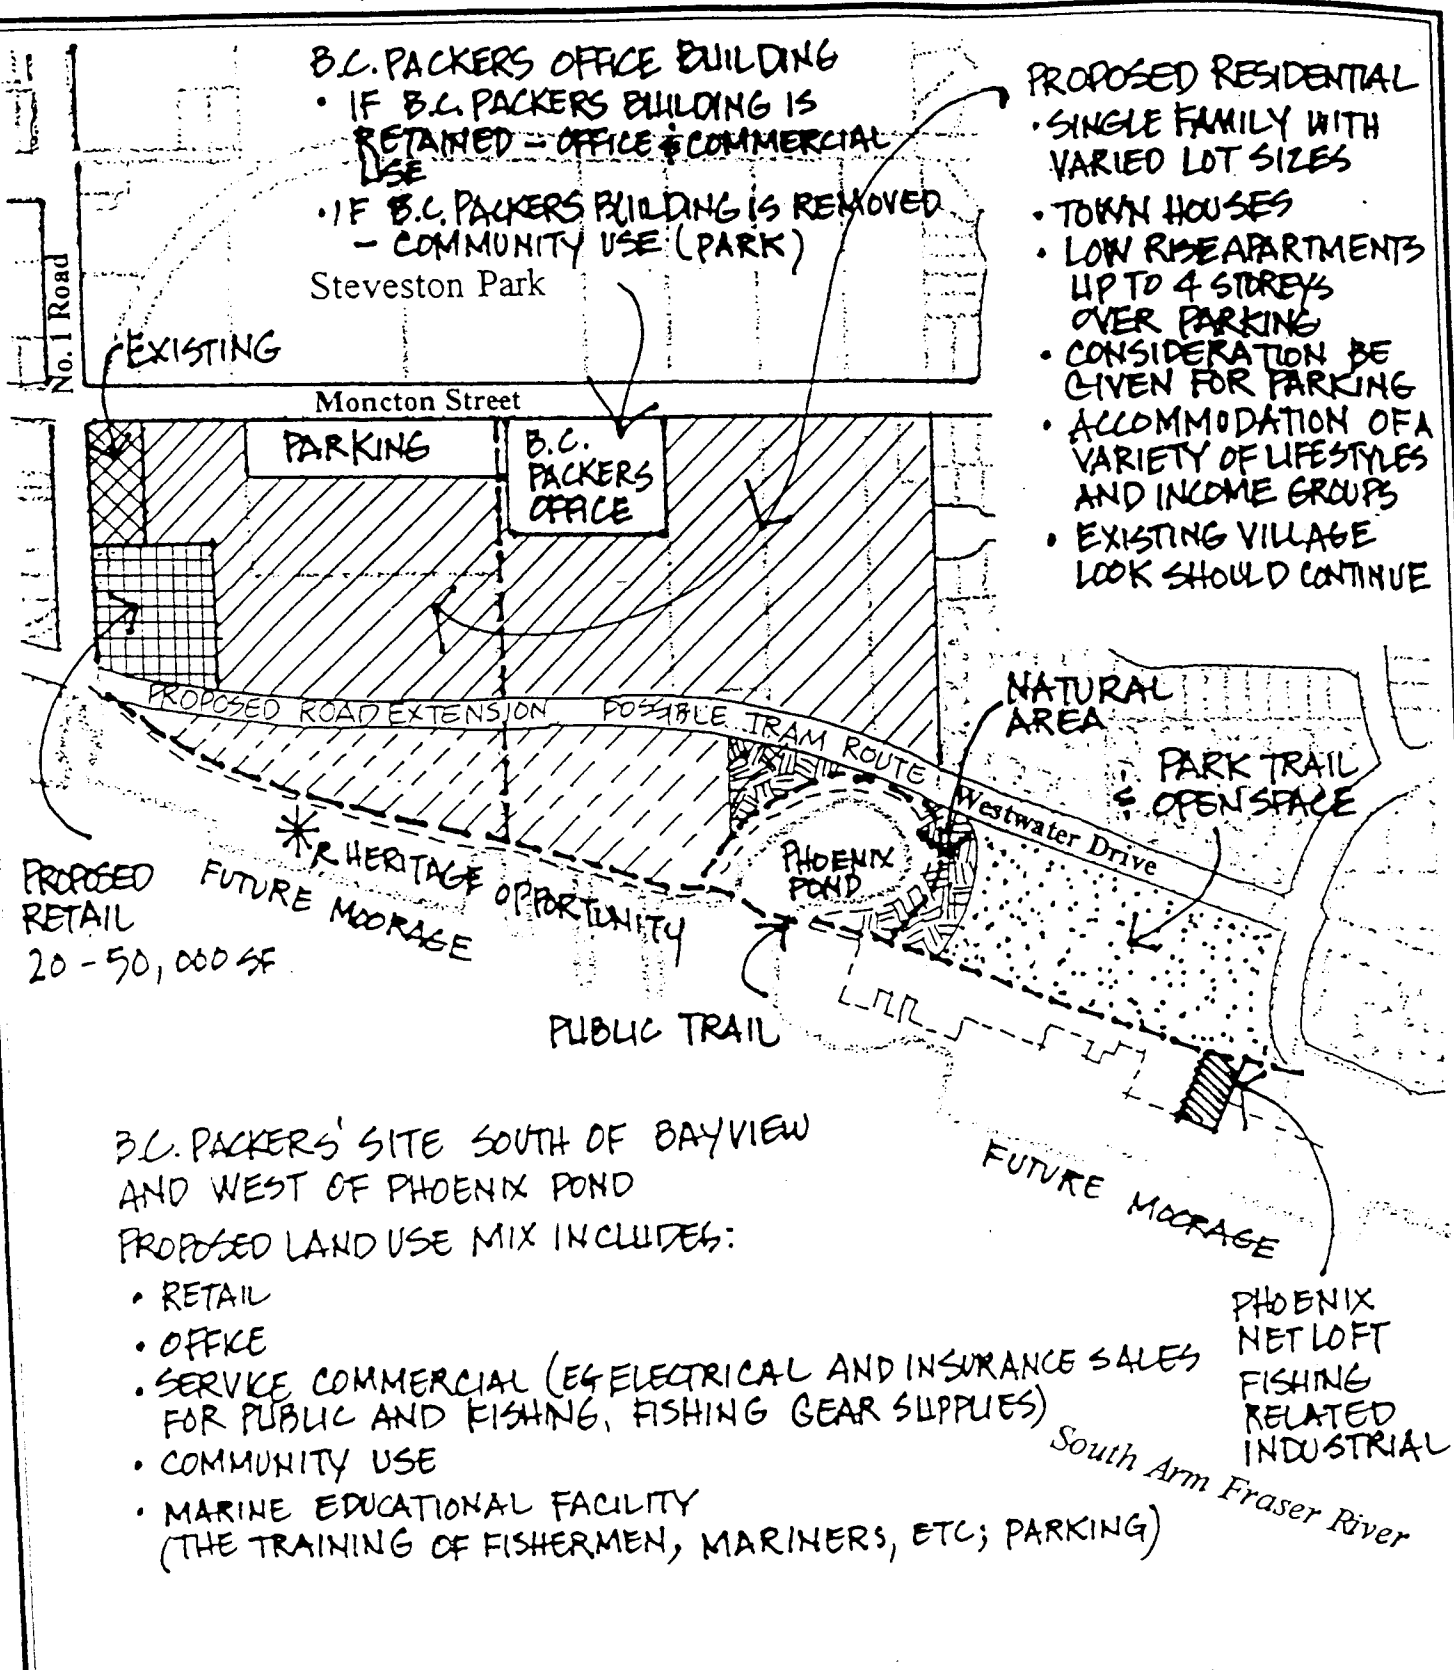 B.C. PACKERS OFFICE BUILDING
• IF B.C. PACKERS BUILDING IS
RETAINED – OFFICE & COMMERCIAL
USE
• IF B.C. PACKERS BUILDING IS REMOVED
– COMMUNITY USE (PARK)
Steveston Park
PROPOSED RESIDENTIAL
• SINGLE FAMILY WITH
VARIED LOT SIZES
• TOWN HOUSES
• LOW RISE APARTMENTS
UP TO 4 STOREYS
OVER PARKING
• CONSIDERATION BE
GIVEN FOR PARKING
• ACCOMMODATION OF A
VARIETY OF LIFESTYLES
AND INCOME GROUPS
• EXISTING VILLAGE
LOOK SHOULD CONTINUE
No. 1 Road
EXISTING
Moncton Street
PARKING
B.C.
PACKERS
OFFICE
PROPOSED ROAD EXTENSION
POSSIBLE TRAM ROUTE
Westwater Drive
NATURAL
AREA
PARK TRAIL
& OPEN SPACE
PHOENIX
POND
PROPOSED
RETAIL
20 – 50,000 SF
HERITAGE OPPORTUNITY
FUTURE MOORAGE
PUBLIC TRAIL
FUTURE MOORAGE
PHOENIX
NET LOFT
FISHING
RELATED
INDUSTRIAL
B.C. PACKERS' SITE SOUTH OF BAYVIEW
AND WEST OF PHOENIX POND
PROPOSED LAND USE MIX INCLUDES:
• RETAIL
• OFFICE
• SERVICE COMMERCIAL (EG ELECTRICAL AND INSURANCE SALES
FOR PUBLIC AND FISHING, FISHING GEAR SUPPLIES)
• COMMUNITY USE
• MARINE EDUCATIONAL FACILITY
(THE TRAINING OF FISHERMEN, MARINERS, ETC; PARKING)
South Arm Fraser River